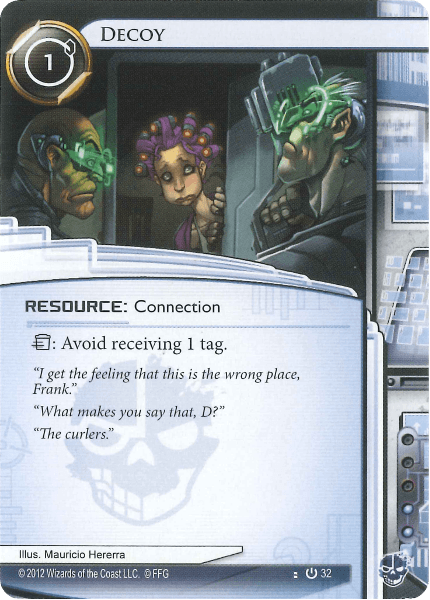 1
DECOY
RESOURCE: Connection
: Avoid receiving 1 tag.
“I get the feeling that this is the wrong place,
Frank.”
“What makes you say that, D?”
“The curlers.”
Illus. Mauricio Hererra
© 2012 Wizards of the Coast LLC. © FFG
32